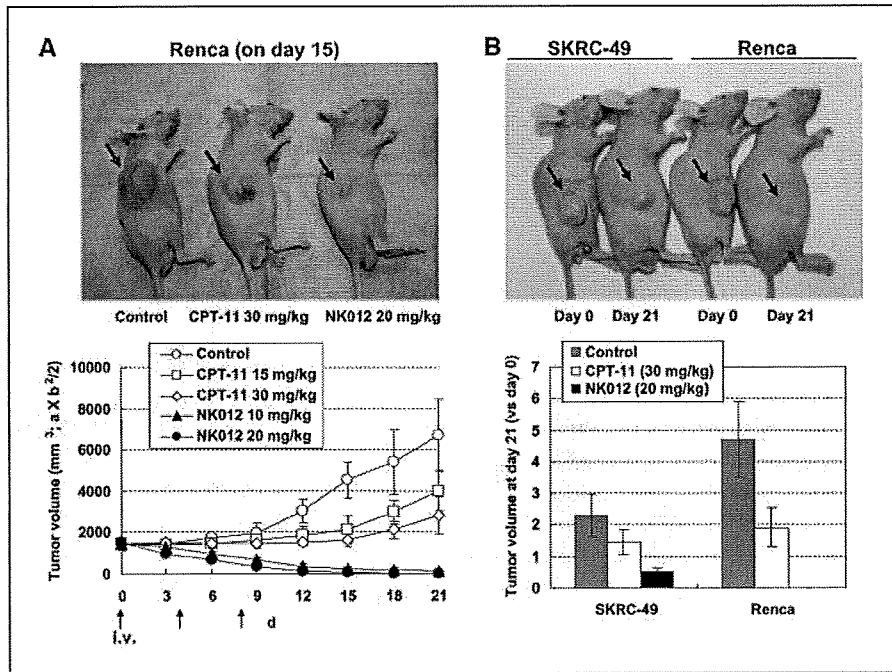 A
Renca (on day 15)
Control CPT-11 30 mg/kg NK012 20 mg/kg
Tumor volume (mm³; a X b²/2)
10000
8000
6000
4000
2000
0
Control
CPT-11 15 mg/kg
CPT-11 30 mg/kg
NK012 10 mg/kg
NK012 20 mg/kg
0 3 6 9 12 15 18 21
i.v. d
B
SKRC-49 Renca
Day 0 Day 21 Day 0 Day 21
Tumor volume at day 21 (vs day 0)
7
6
5
4
3
2
1
0
Control
CPT-11 (30 mg/kg)
NK012 (20 mg/kg)
SKRC-49 Renca